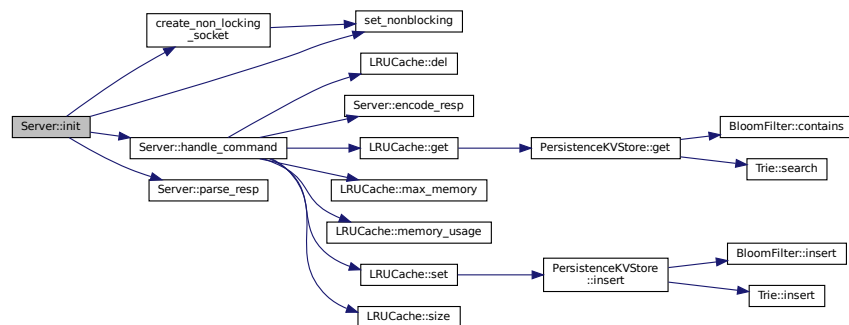 create_non_locking
_socket
set_nonblocking
LRUCache::del
Server::encode_resp
Server::init
Server::handle_command
LRUCache::get
PersistenceKVStore::get
BloomFilter::contains
Trie::search
Server::parse_resp
LRUCache::max_memory
LRUCache::memory_usage
LRUCache::set
PersistenceKVStore
::insert
BloomFilter::insert
Trie::insert
LRUCache::size